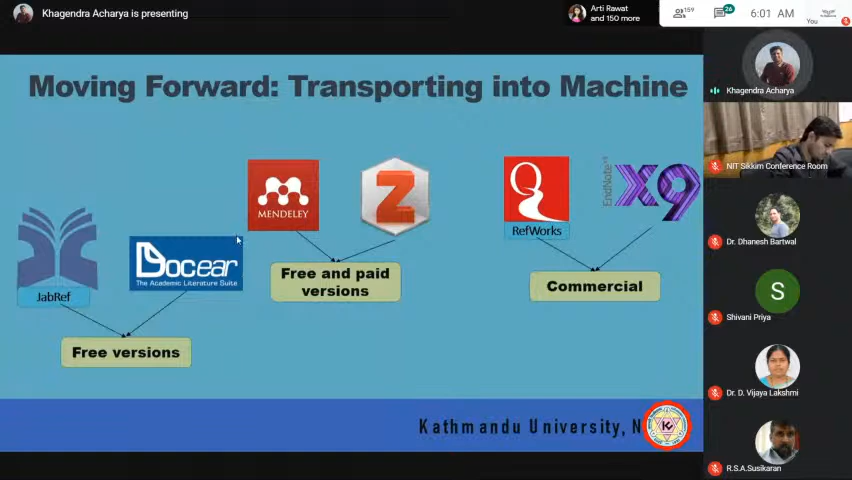 Khagendra Acharya is presenting
Arti Rawat
and 150 more
159
26
6:01 AM
You
Moving Forward: Transporting into Machine
MENDELEY
Z
RefWorks
EndNote
X9
JabRef
Docear
The Academic Literature Suite
Free and paid
versions
Commercial
Free versions
Kathmandu University, N
K
Khagendra Acharya
NIT Sikkim Conference Room
Dr. Dhanesh Bartwal
S
Shivani Priya
Dr. D. Vijaya Lakshmi
R.S.A.Susikaran